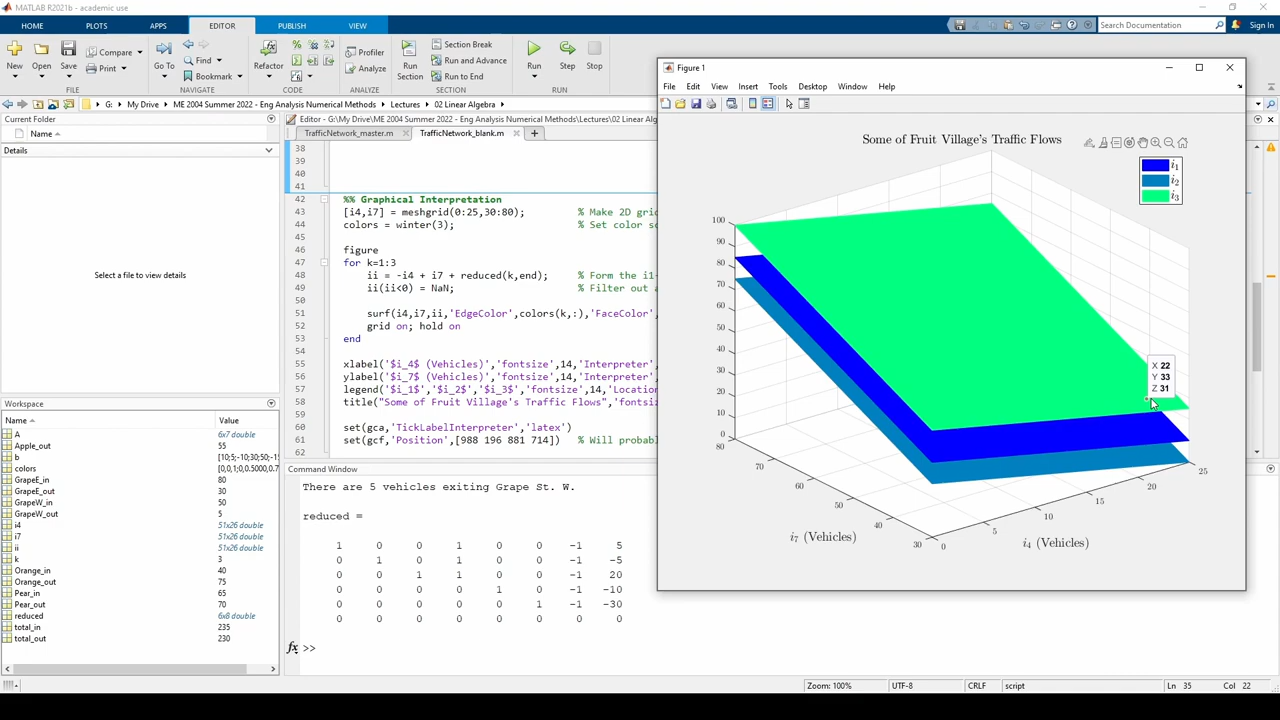 MATLAB R2021b - academic use
HOME PLOTS APPS EDITOR PUBLISH VIEW
Search Documentation
Sign In
New Open Save
Compare
Print
Go To
Find
Bookmark
Refactor
Profiler
Analyze
Run Section
Section Break
Run and Advance
Run to End
Run Step Stop
FILE NAVIGATE CODE ANALYZE SECTION RUN
G: My Drive ME 2004 Summer 2022 - Eng Analysis Numerical Methods Lectures 02 Linear Algebra
Current Folder
Name
Details
Select a file to view details
Workspace
Name Value
A 6x7 double
Apple_out 55
b [10;5;-10;30;50;-1
colors [0,0,1;0,0.5000,0.7
GrapeE_in 80
GrapeE_out 30
GrapeW_in 50
GrapeW_out 5
i4 51x26 double
i7 51x26 double
ii 51x26 double
k 3
Orange_in 40
Orange_out 75
Pear_in 65
Pear_out 70
reduced 6x8 double
total_in 235
total_out 230
Editor - G:\My Drive\ME 2004 Summer 2022 - Eng Analysis Numerical Methods\Lectures\02 Linear Alg
TrafficNetwork_master.m TrafficNetwork_blank.m
38
39
40
41
42 %% Graphical Interpretation
43 [i4,i7] = meshgrid(0:25,30:80); % Make 2D grid
44 colors = winter(3); % Set color s
45
46 figure
47 for k=1:3
48 ii = -i4 + i7 + reduced(k,end); % Form the i1-
49 ii(ii<0) = NaN; % Filter out a
50
51 surf(i4,i7,ii,'EdgeColor',colors(k,:),'FaceColor'
52 grid on; hold on
53 end
54
55 xlabel('$i_4$ (Vehicles)','fontsize',14,'Interpreter',
56 ylabel('$i_7$ (Vehicles)','fontsize',14,'Interpreter',
57 legend('$i_1$','$i_2$','$i_3$','fontsize',14,'Location
58 title("Some of Fruit Village's Traffic Flows",'fontsiz
59
60 set(gca,'TickLabelInterpreter','latex')
61 set(gcf,'Position',[988 196 881 714]) % Will probabl
62
Command Window
There are 5 vehicles exiting Grape St. W.
reduced =
1 0 0 1 0 0 -1 5
0 1 0 1 0 0 -1 -5
0 0 1 1 0 0 -1 20
0 0 0 0 1 0 -1 -10
0 0 0 0 0 1 -1 -30
0 0 0 0 0 0 0 0
fx >>
Figure 1
File Edit View Insert Tools Desktop Window Help
Some of Fruit Village's Traffic Flows
i1
i2
i3
100
90
80
70
60
50
40
30
20
10
0
80 70 60 50 40 30
0 5 10 15 20 25
i7 (Vehicles)
i4 (Vehicles)
X 22
Y 33
Z 31
Zoom: 100% UTF-8 CRLF script Ln 35 Col 22